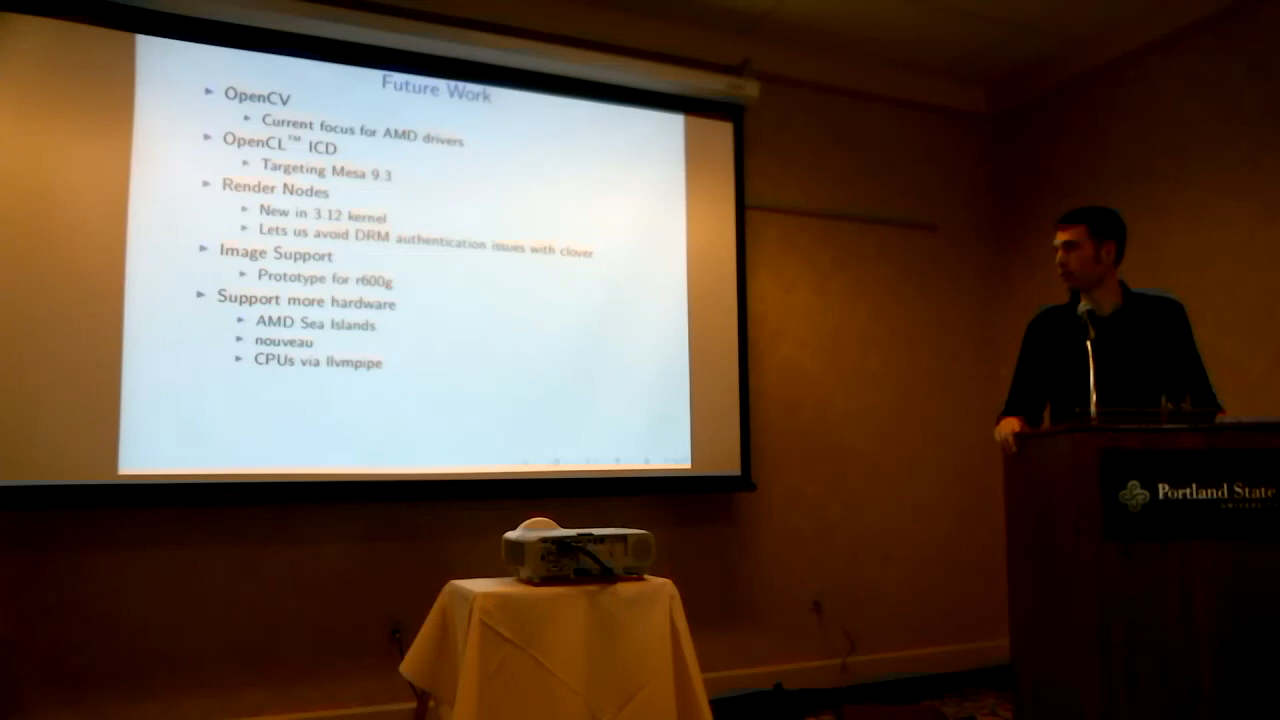 Future Work
OpenCV
Current focus for AMD drivers
OpenCL™ ICD
Targeting Mesa 9.3
Render Nodes
New in 3.12 kernel
Lets us avoid DRM authentication issues with clover
Image Support
Prototype for r600g
Support more hardware
AMD Sea Islands
nouveau
CPUs via llvmpipe
Portland State
UNIVERSI